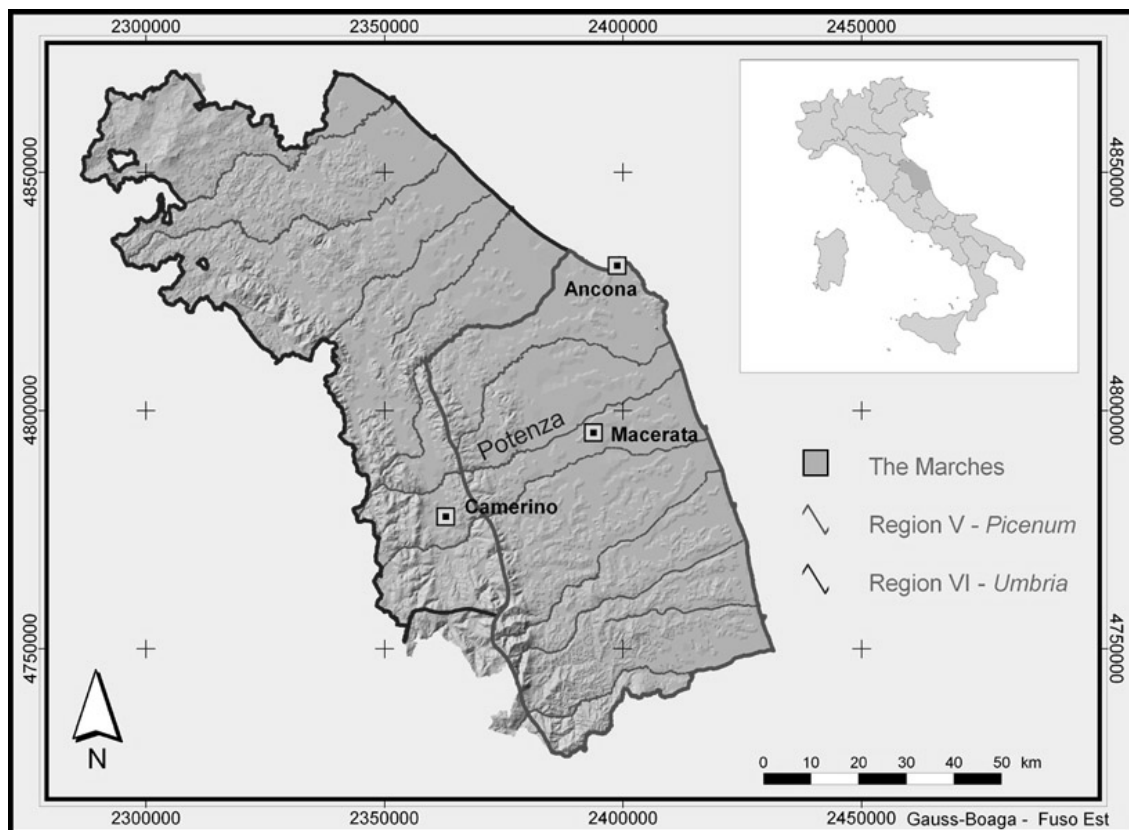 2300000 2350000 2400000 2450000
4850000 4850000
Ancona
4800000 4800000
Potenza
Macerata
The Marches
Camerino
Region V - Picenum
Region VI - Umbria
4750000 4750000
N
0 10 20 30 40 50 km
2300000 2350000 2400000 2450000
Gauss-Boaga - Fuso Est